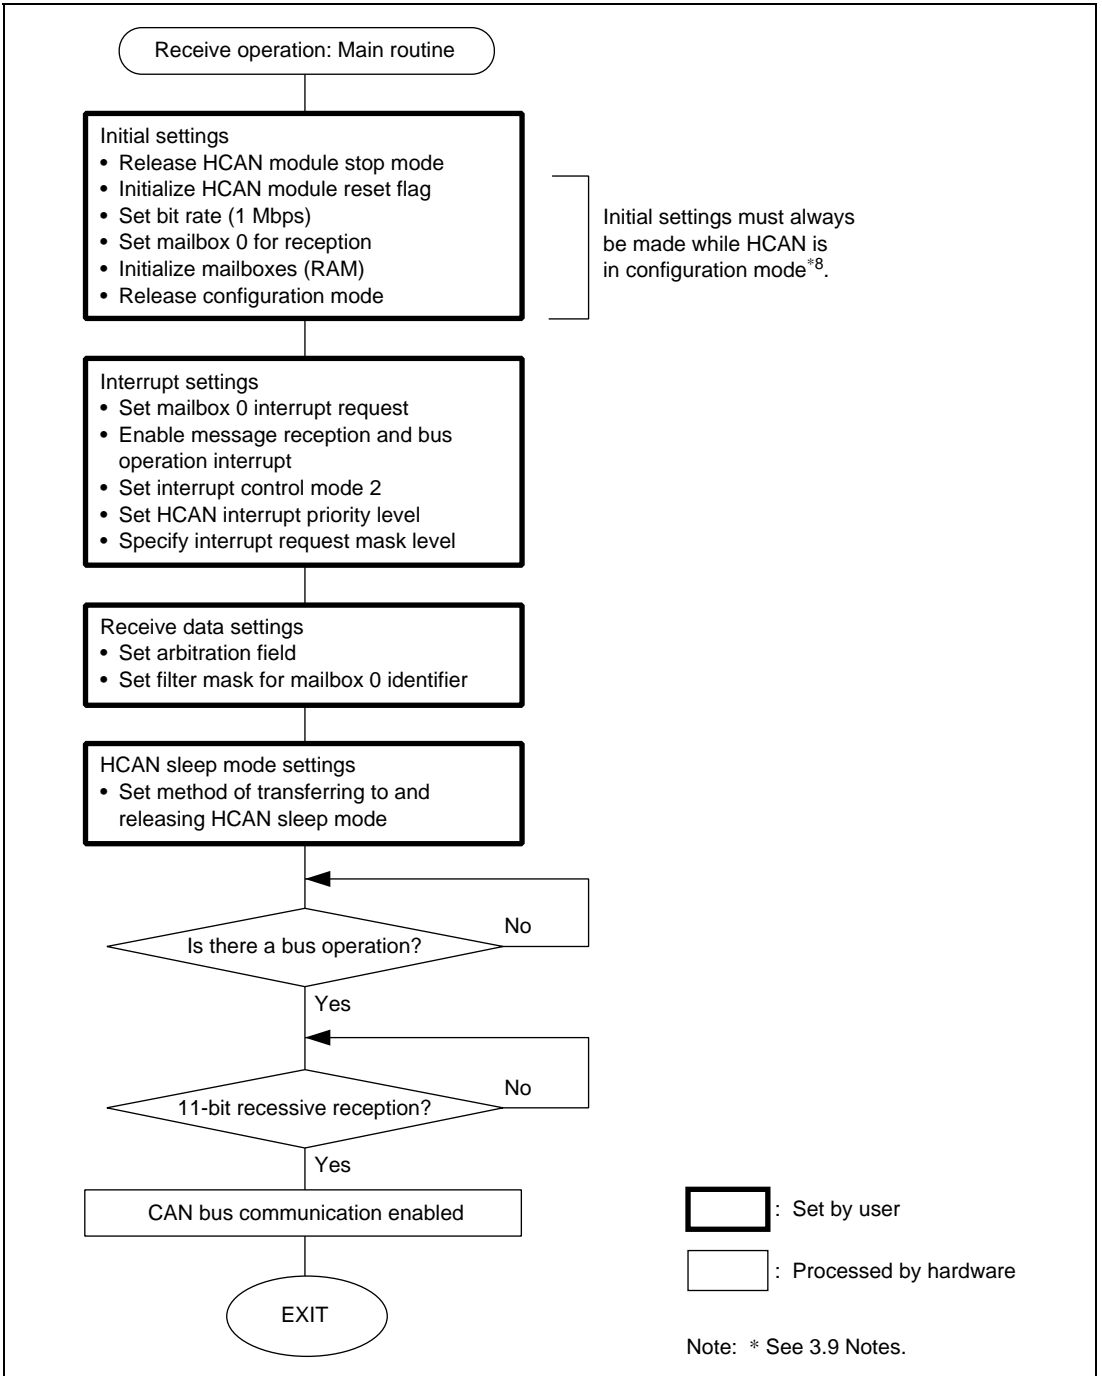 Receive operation: Main routine
Initial settings
• Release HCAN module stop mode
• Initialize HCAN module reset flag
• Set bit rate (1 Mbps)
• Set mailbox 0 for reception
• Initialize mailboxes (RAM)
• Release configuration mode
Initial settings must always
be made while HCAN is
in configuration mode*8.
Interrupt settings
• Set mailbox 0 interrupt request
• Enable message reception and bus
operation interrupt
• Set interrupt control mode 2
• Set HCAN interrupt priority level
• Specify interrupt request mask level
Receive data settings
• Set arbitration field
• Set filter mask for mailbox 0 identifier
HCAN sleep mode settings
• Set method of transferring to and
releasing HCAN sleep mode
Is there a bus operation?
No
Yes
11-bit recessive reception?
No
Yes
CAN bus communication enabled
EXIT
: Set by user
: Processed by hardware
Note: * See 3.9 Notes.